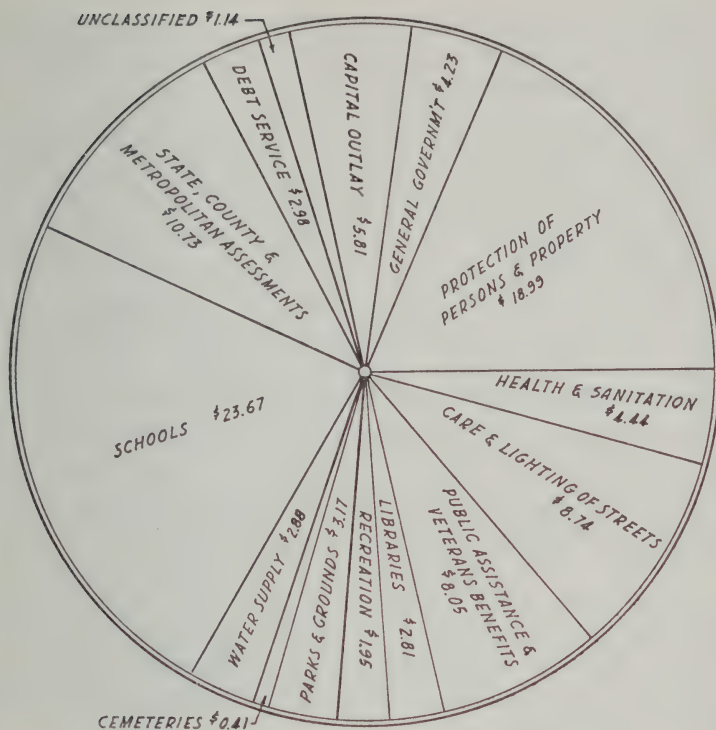 UNCLASSIFIED $1.14
CAPITAL OUTLAY $5.81
GENERAL GOVERNM'T $4.23
PROTECTION OF
PERSONS & PROPERTY
$18.99
HEALTH & SANITATION
$4.44
CARE & LIGHTING OF STREETS
$8.74
PUBLIC ASSISTANCE &
VETERANS BENEFITS
$8.05
LIBRARIES $2.81
RECREATION $1.95
PARKS & GROUNDS $3.17
CEMETERIES $0.41
WATER SUPPLY $2.88
SCHOOLS $23.67
STATE, COUNTY &
METROPOLITAN ASSESSMENTS
$10.73
DEBT SERVICE $2.98